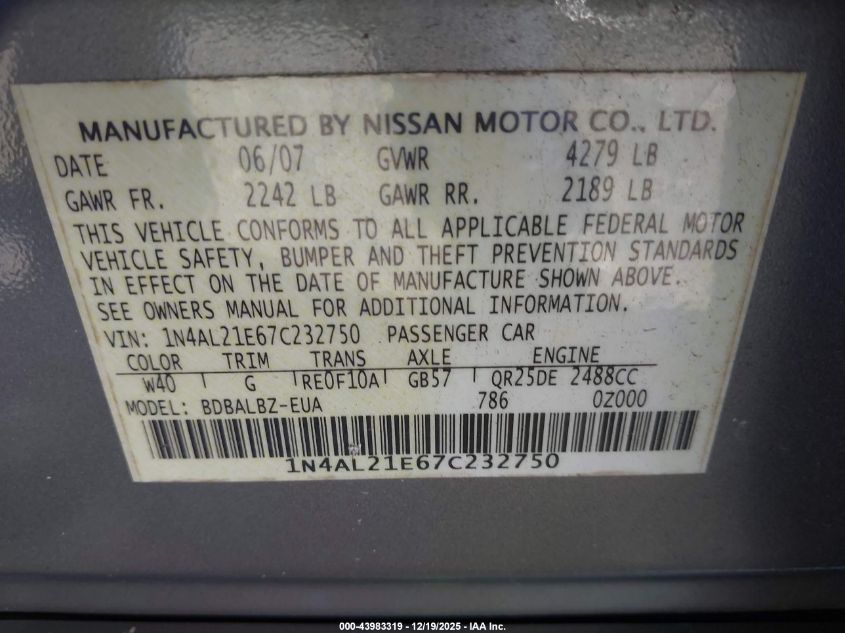 MANUFACTURED BY NISSAN MOTOR CO., LTD.
DATE 06/07 GVWR 4279 LB
GAWR FR. 2242 LB GAWR RR. 2189 LB
THIS VEHICLE CONFORMS TO ALL APPLICABLE FEDERAL MOTOR
VEHICLE SAFETY, BUMPER AND THEFT PREVENTION STANDARDS
IN EFFECT ON THE DATE OF MANUFACTURE SHOWN ABOVE.
SEE OWNERS MANUAL FOR ADDITIONAL INFORMATION.
VIN: 1N4AL21E67C232750 PASSENGER CAR
COLOR TRIM TRANS AXLE ENGINE
W40 G RE0F10A GB57 QR25DE 2488CC
MODEL: BDBALBZ-EUA 786 0Z000
1N4AL21E67C232750
000-43983319 - 12/19/2025 - IAA Inc.